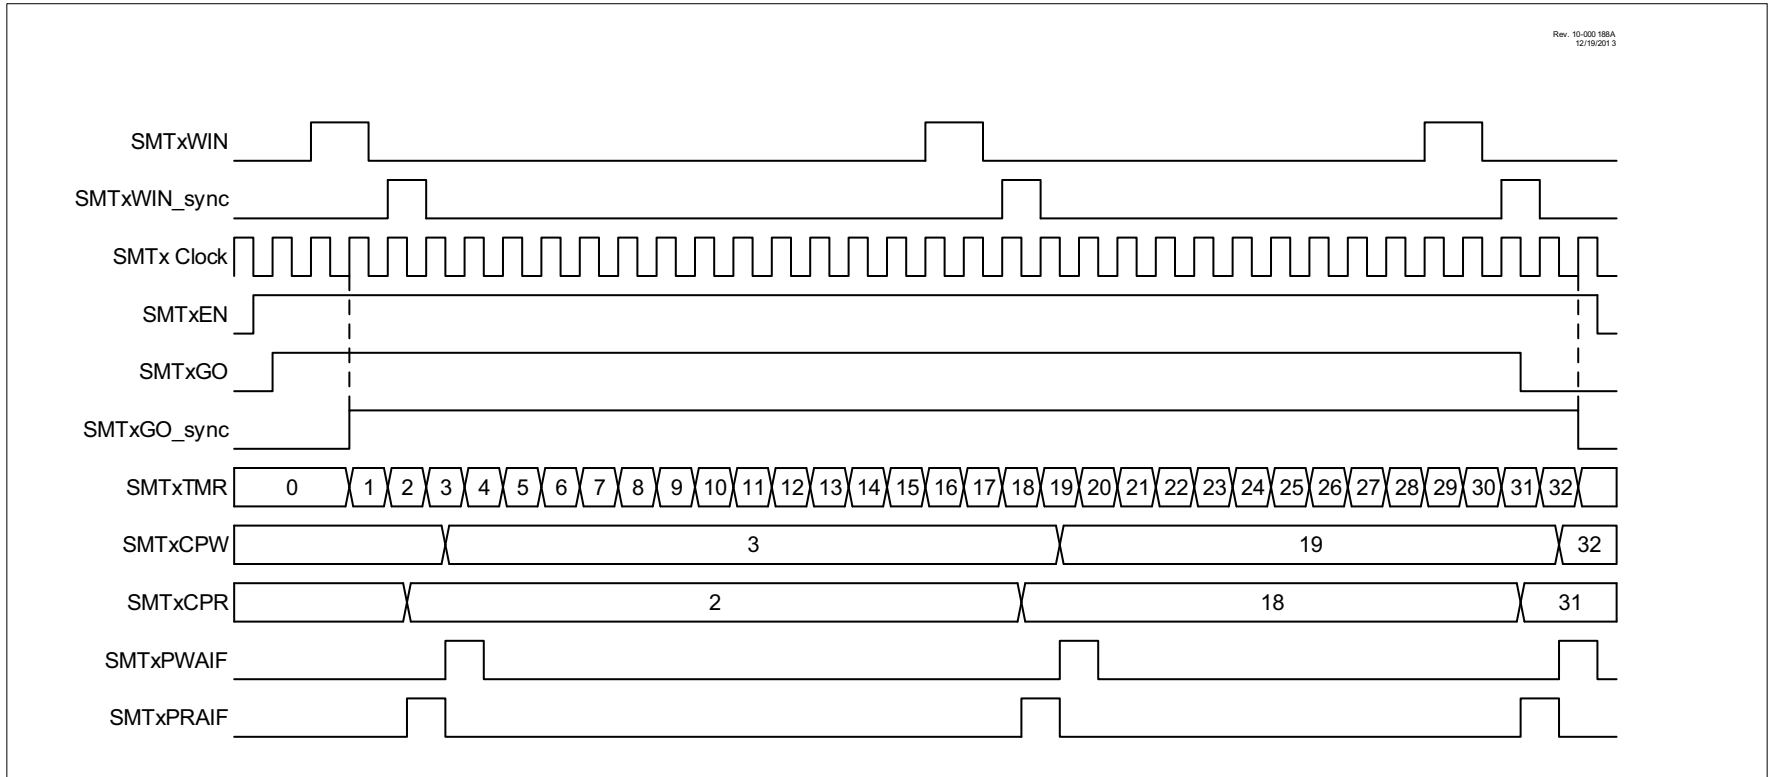 Rev. 10-000 188A
12/19/201 3
SMTxWIN
SMTxWIN_sync
SMTx Clock
SMTxEN
SMTxGO
SMTxGO_sync
SMTxTMR 0 1 2 3 4 5 6 7 8 9 10 11 12 13 14 15 16 17 18 19 20 21 22 23 24 25 26 27 28 29 30 31 32
SMTxCPW 3 19 32
SMTxCPR 2 18 31
SMTxPWAIF
SMTxPRAIF